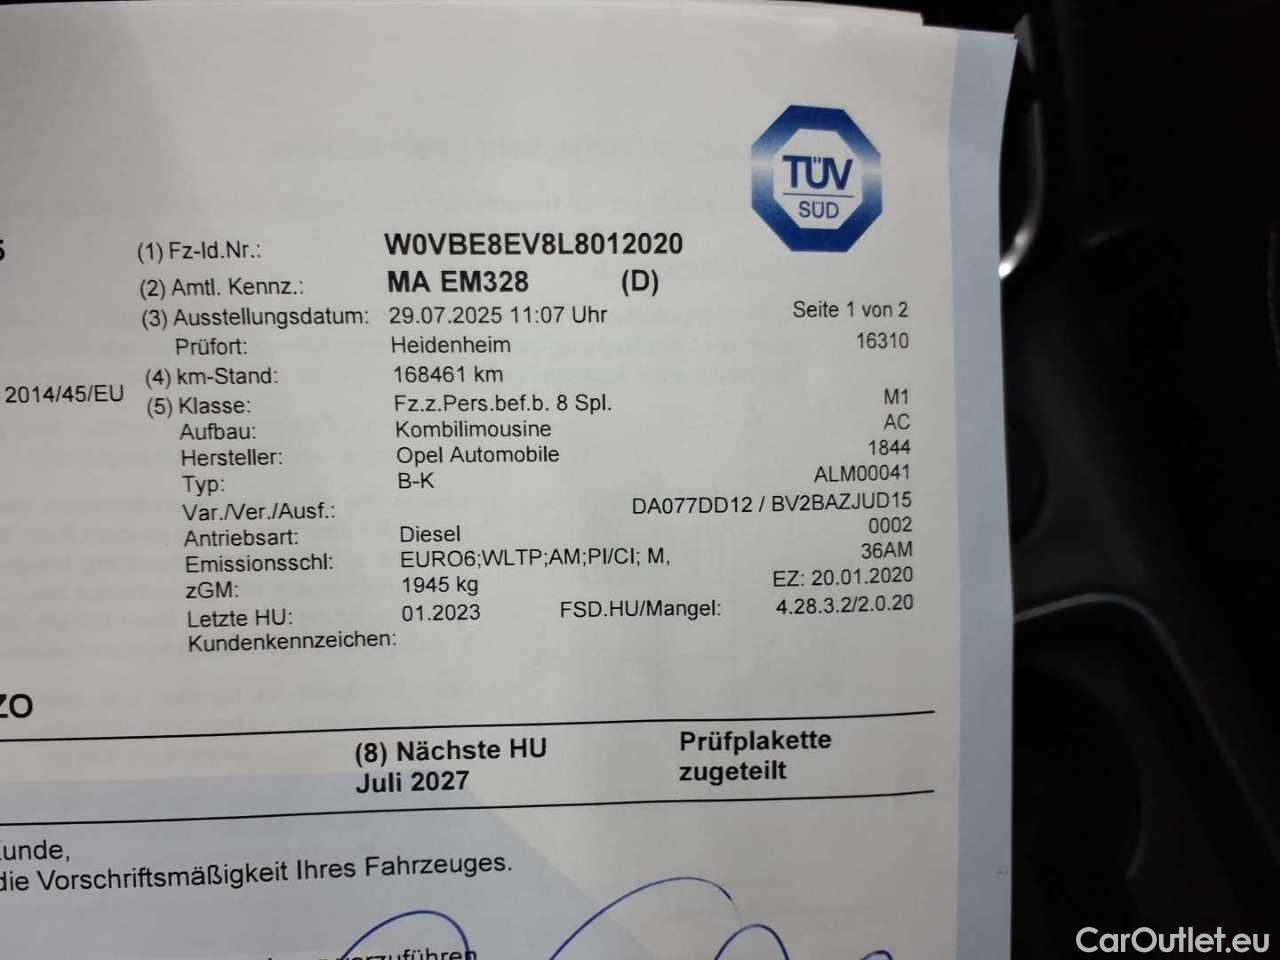 TÜV
SÜD
(1) Fz-Id.Nr.: W0VBE8EV8L8012020
(2) Amtl. Kennz.: MA EM328 (D)
(3) Ausstellungsdatum: 29.07.2025 11:07 Uhr Seite 1 von 2
Prüfort: Heidenheim 16310
2014/45/EU (4) km-Stand: 168461 km
(5) Klasse: Fz.z.Pers.bef.b. 8 Spl. M1
Aufbau: Kombilimousine AC
Hersteller: Opel Automobile 1844
Typ: B-K ALM00041
Var./Ver./Ausf.: DA077DD12 / BV2BAZJUD15
Antriebsart: Diesel 0002
Emissionsschl: EURO6;WLTP;AM;PI/CI; M, 36AM
zGM: 1945 kg EZ: 20.01.2020
Letzte HU: 01.2023 FSD.HU/Mangel: 4.28.3.2/2.0.20
Kundenkennzeichen:
ZO
(8) Nächste HU Prüfplakette
Juli 2027 zugeteilt
unde,
die Vorschriftsmäßigkeit Ihres Fahrzeuges.
vorzuführen
CarOutlet.eu